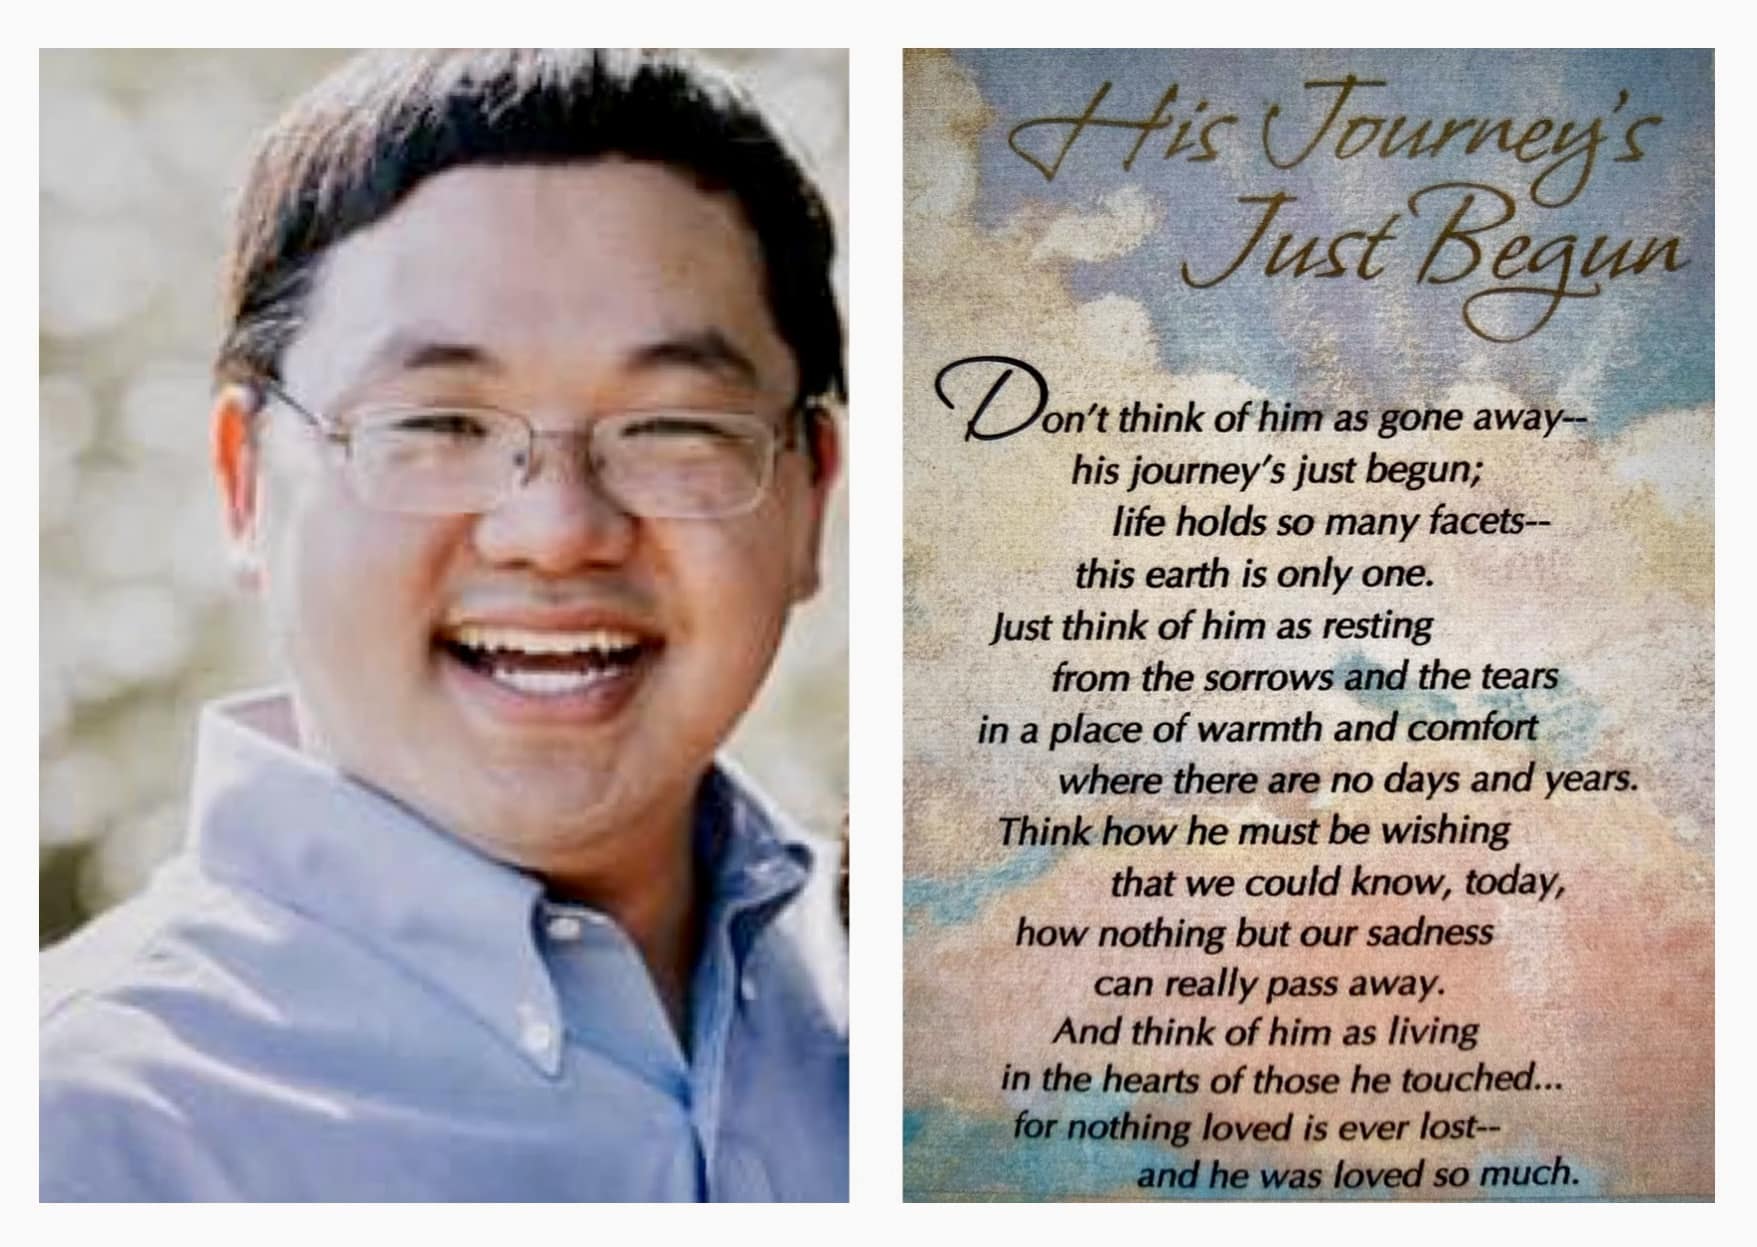 His Journey's
Just Begun
Don't think of him as gone away--
his journey's just begun;
life holds so many facets--
this earth is only one.
Just think of him as resting
from the sorrows and the tears
in a place of warmth and comfort
where there are no days and years.
Think how he must be wishing
that we could know, today,
how nothing but our sadness
can really pass away.
And think of him as living
in the hearts of those he touched...
for nothing loved is ever lost--
and he was loved so much.